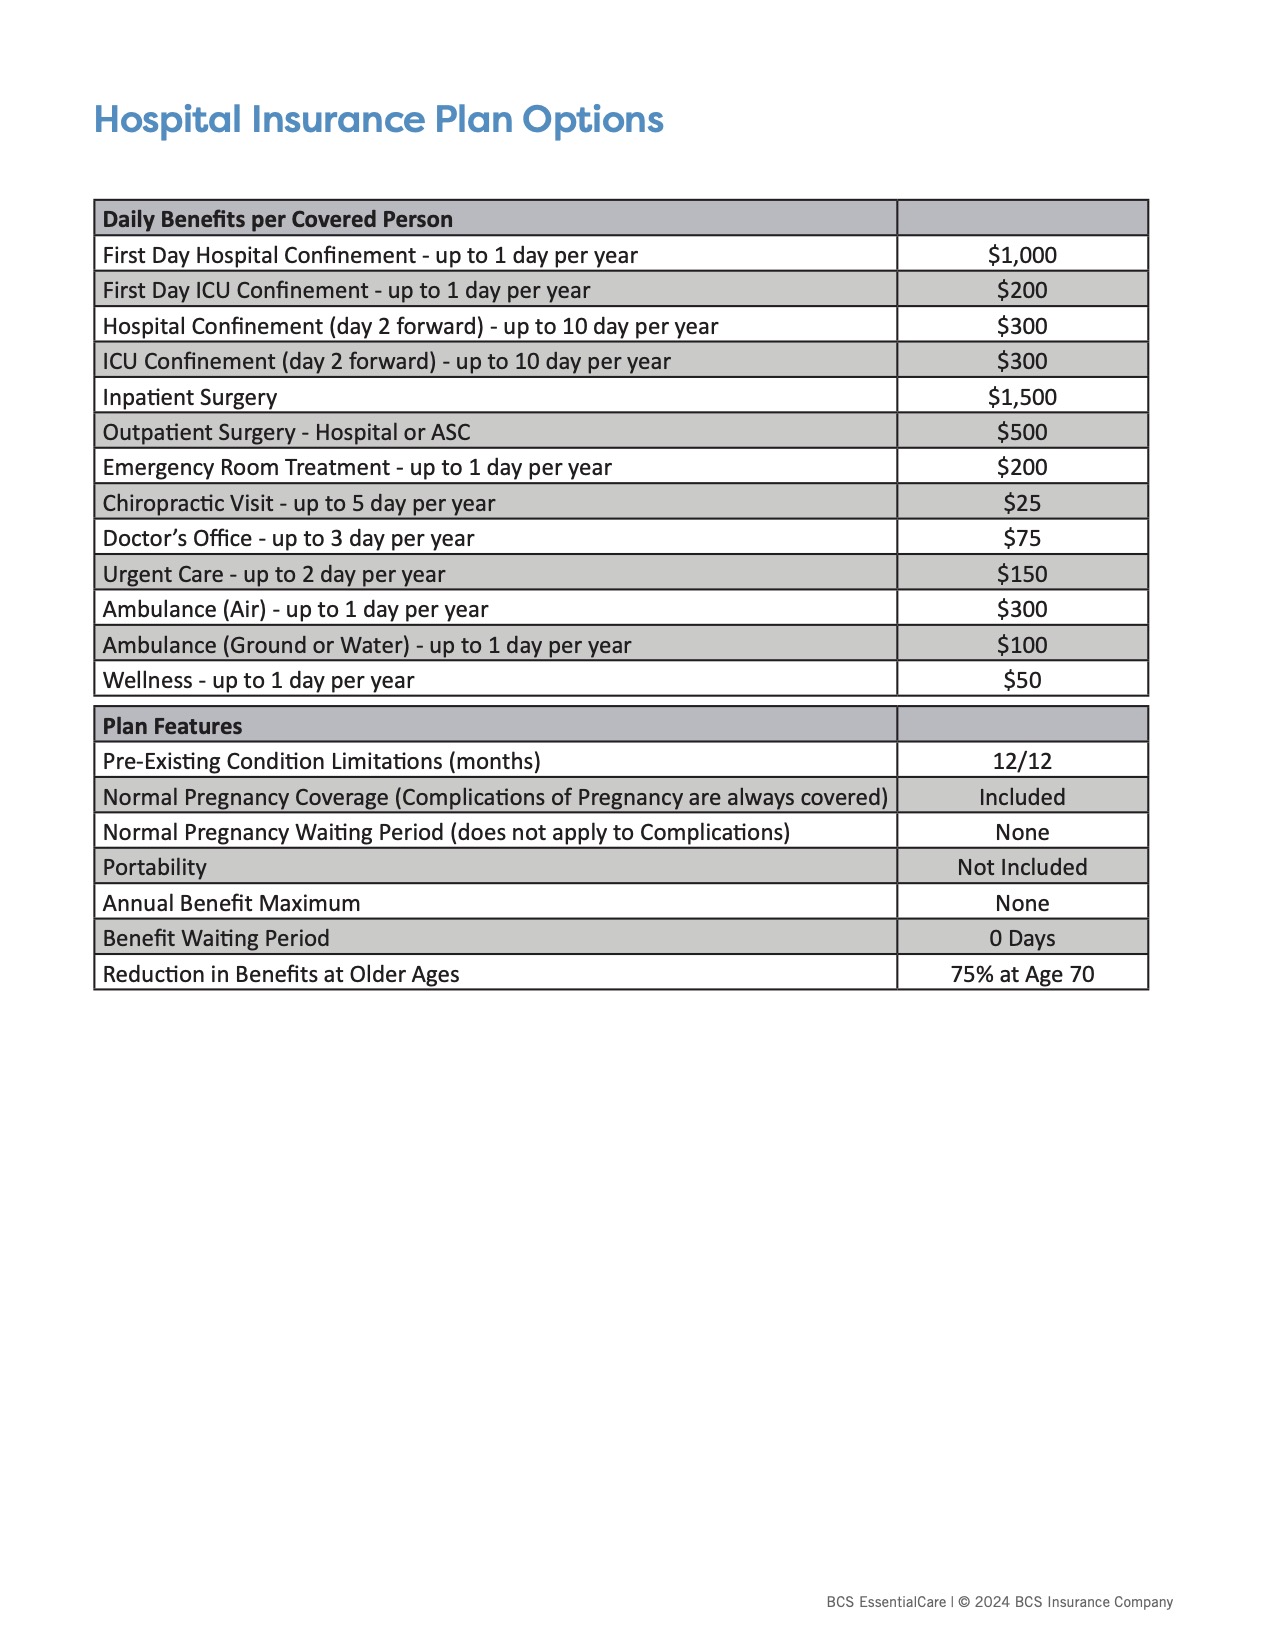 Hospital Insurance Plan Options
Daily Benefits per Covered Person
First Day Hospital Confinement - up to 1 day per year $1,000
First Day ICU Confinement - up to 1 day per year $200
Hospital Confinement (day 2 forward) - up to 10 day per year $300
ICU Confinement (day 2 forward) - up to 10 day per year $300
Inpatient Surgery $1,500
Outpatient Surgery - Hospital or ASC $500
Emergency Room Treatment - up to 1 day per year $200
Chiropractic Visit - up to 5 day per year $25
Doctor’s Office - up to 3 day per year $75
Urgent Care - up to 2 day per year $150
Ambulance (Air) - up to 1 day per year $300
Ambulance (Ground or Water) - up to 1 day per year $100
Wellness - up to 1 day per year $50
Plan Features
Pre-Existing Condition Limitations (months) 12/12
Normal Pregnancy Coverage (Complications of Pregnancy are always covered) Included
Normal Pregnancy Waiting Period (does not apply to Complications) None
Portability Not Included
Annual Benefit Maximum None
Benefit Waiting Period 0 Days
Reduction in Benefits at Older Ages 75% at Age 70
BCS EssentialCare | © 2024 BCS Insurance Company